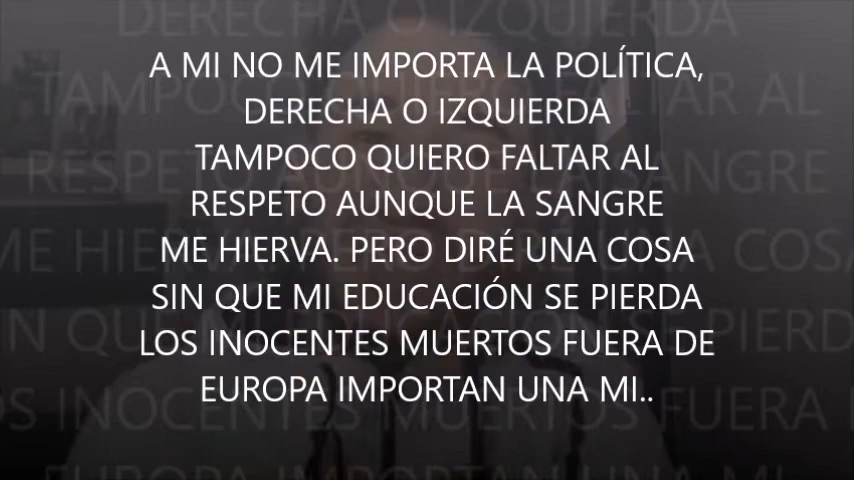 A MI NO ME IMPORTA LA POLÍTICA,
DERECHA O IZQUIERDA
TAMPOCO QUIERO FALTAR AL
RESPETO AUNQUE LA SANGRE
ME HIERVA. PERO DIRÉ UNA COSA
SIN QUE MI EDUCACIÓN SE PIERDA
LOS INOCENTES MUERTOS FUERA DE
EUROPA IMPORTAN UNA MI..